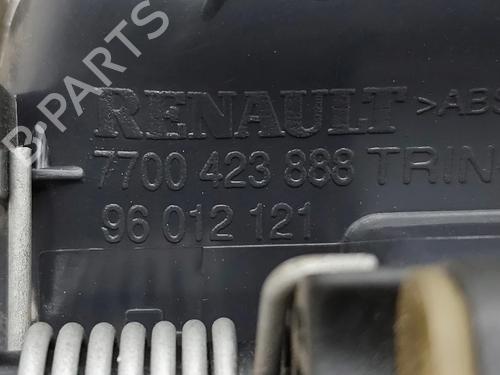 RENAULT >ABS
7700 423 888 TRIN
96 012 121
B-PARTS